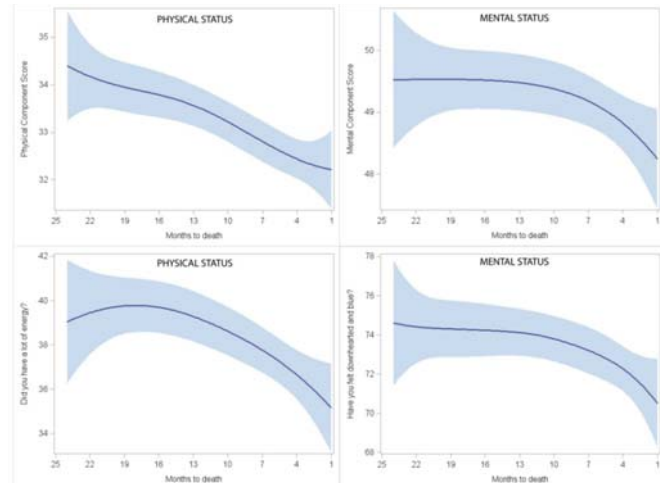 PHYSICAL STATUS
Physical Component Score
35
34
33
32
25 22 19 16 13 10 7 4 1
Months to death
MENTAL STATUS
Mental Component Score
50
49
48
25 22 19 16 13 10 7 4 1
Months to death
PHYSICAL STATUS
Did you have a lot of energy?
42
40
38
36
34
25 22 19 16 13 10 7 4 1
Months to death
MENTAL STATUS
Have you felt downhearted and blue?
78
76
74
72
70
68
25 22 19 16 13 10 7 4 1
Months to death